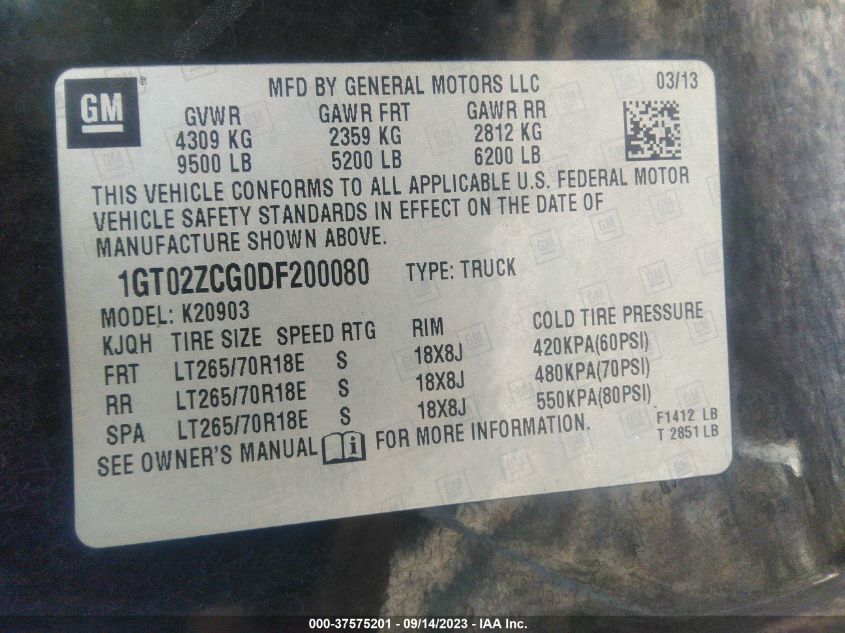 GM
MFD BY GENERAL MOTORS LLC 03/13
GVWR GAWR FRT GAWR RR
4309 KG 2359 KG 2812 KG
9500 LB 5200 LB 6200 LB
THIS VEHICLE CONFORMS TO ALL APPLICABLE U.S. FEDERAL MOTOR
VEHICLE SAFETY STANDARDS IN EFFECT ON THE DATE OF
MANUFACTURE SHOWN ABOVE.
1GT02ZCG0DF200080 TYPE: TRUCK
MODEL: K20903
KJQH TIRE SIZE SPEED RTG RIM COLD TIRE PRESSURE
FRT LT265/70R18E S 18X8J 420KPA(60PSI)
RR LT265/70R18E S 18X8J 480KPA(70PSI)
SPA LT265/70R18E S 18X8J 550KPA(80PSI)
SEE OWNER'S MANUAL i FOR MORE INFORMATION.
F1412 LB
T 2851 LB
000-37575201 - 09/14/2023 - IAA Inc.